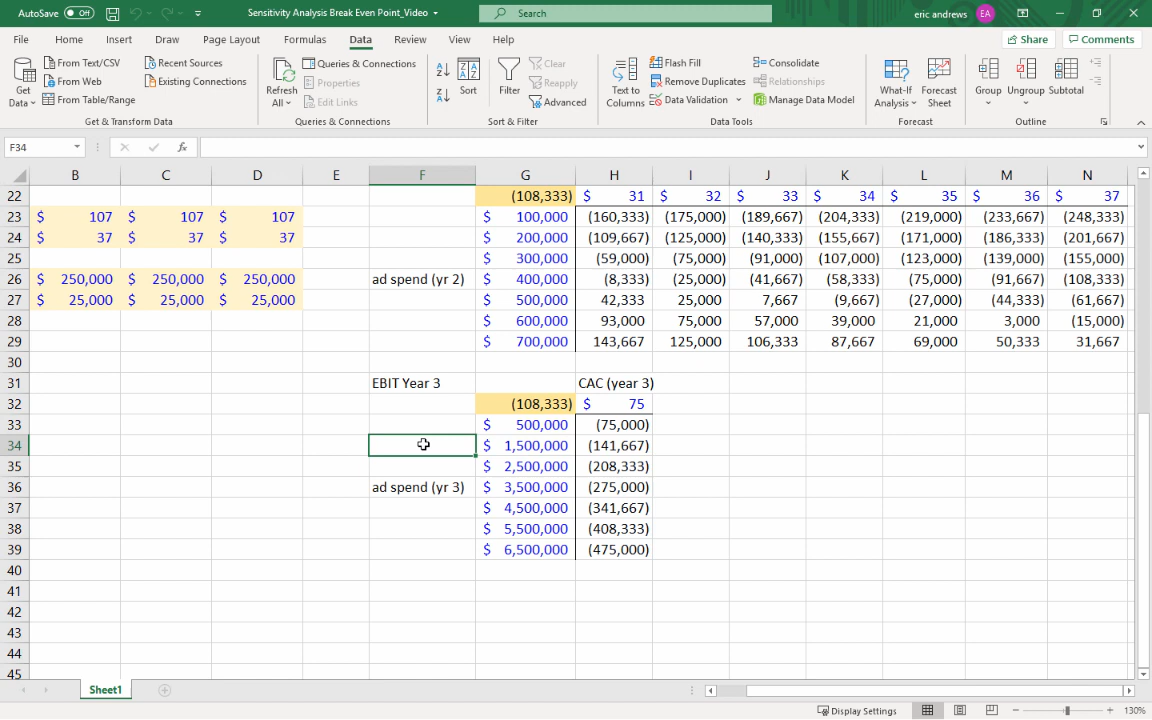 AutoSave Off Sensitivity Analysis Break Even Point_Video Search eric andrews EA
File Home Insert Draw Page Layout Formulas Data Review View Help Share Comments
Get Data From Text/CSV From Web From Table/Range Recent Sources Existing Connections
Refresh All Queries & Connections Properties Edit Links
Sort Filter Clear Reapply Advanced
Text to Columns Flash Fill Remove Duplicates Data Validation Consolidate Relationships Manage Data Model
What-If Analysis Forecast Sheet Group Ungroup Subtotal
Get & Transform Data Queries & Connections Sort & Filter Data Tools Forecast Outline
F34 fx
B C D E F G H I J K L M N
22 (108,333) $ 31 $ 32 $ 33 $ 34 $ 35 $ 36 $ 37
23 $ 107 $ 107 $ 107 $ 100,000 (160,333) (175,000) (189,667) (204,333) (219,000) (233,667) (248,333)
24 $ 37 $ 37 $ 37 $ 200,000 (109,667) (125,000) (140,333) (155,667) (171,000) (186,333) (201,667)
25 $ 300,000 (59,000) (75,000) (91,000) (107,000) (123,000) (139,000) (155,000)
26 $ 250,000 $ 250,000 $ 250,000 ad spend (yr 2) $ 400,000 (8,333) (25,000) (41,667) (58,333) (75,000) (91,667) (108,333)
27 $ 25,000 $ 25,000 $ 25,000 $ 500,000 42,333 25,000 7,667 (9,667) (27,000) (44,333) (61,667)
28 $ 600,000 93,000 75,000 57,000 39,000 21,000 3,000 (15,000)
29 $ 700,000 143,667 125,000 106,333 87,667 69,000 50,333 31,667
30
31 EBIT Year 3 CAC (year 3)
32 (108,333) $ 75
33 $ 500,000 (75,000)
34 $ 1,500,000 (141,667)
35 $ 2,500,000 (208,333)
36 ad spend (yr 3) $ 3,500,000 (275,000)
37 $ 4,500,000 (341,667)
38 $ 5,500,000 (408,333)
39 $ 6,500,000 (475,000)
40
41
42
43
44
45
Sheet1
Display Settings 130%